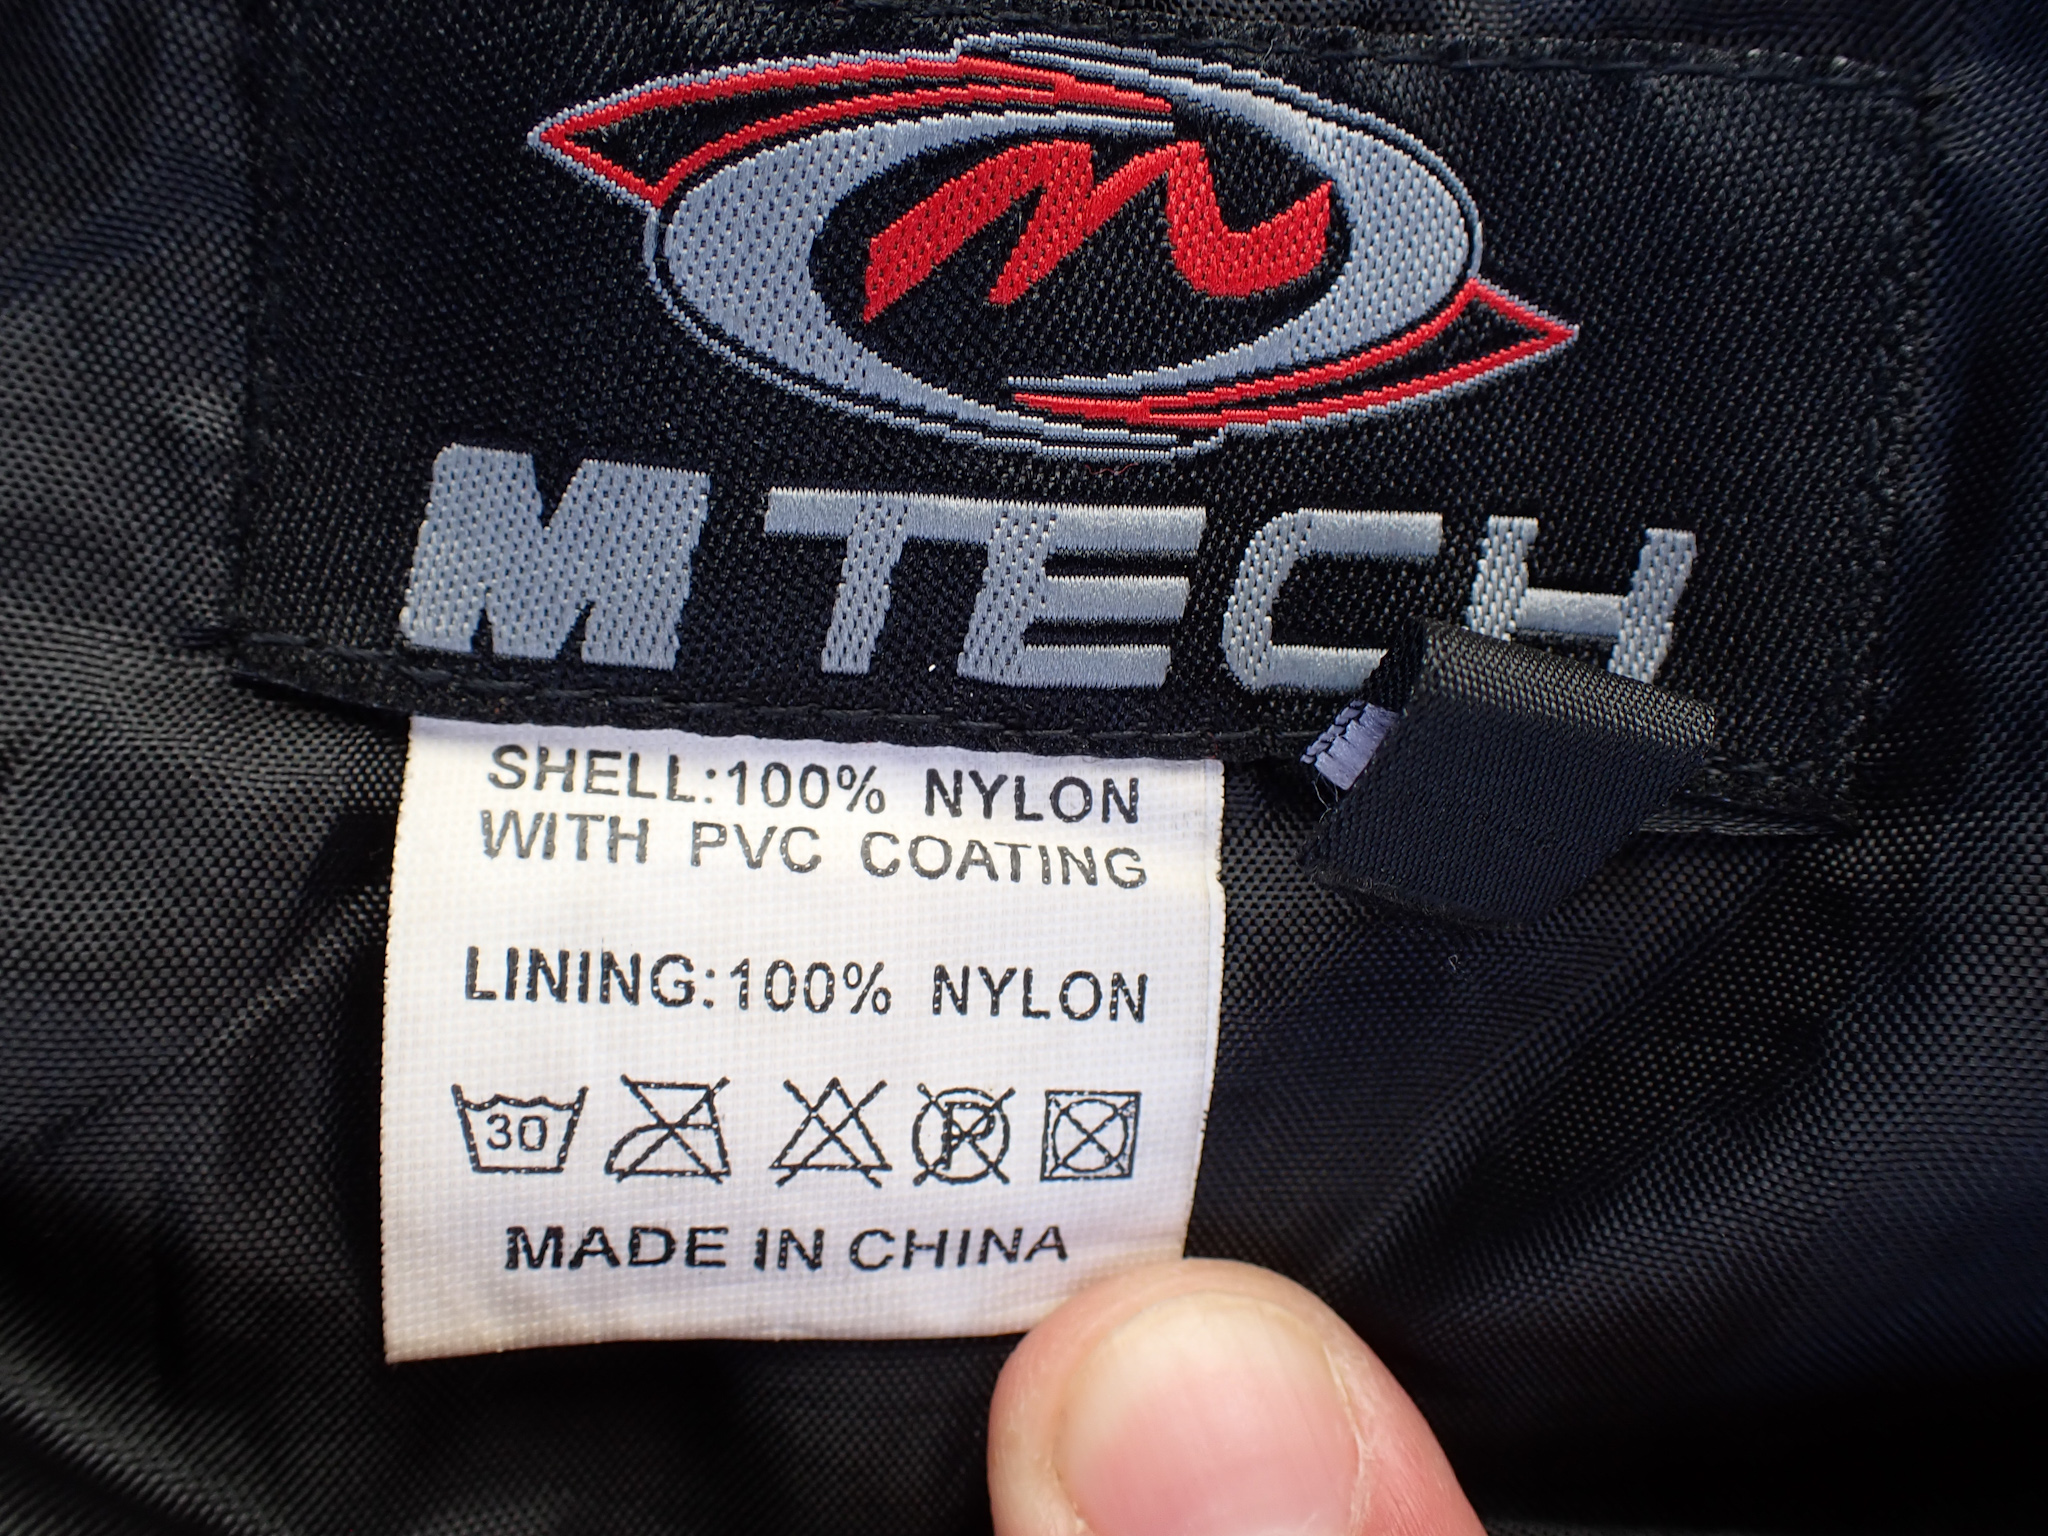 M
M TECH
SHELL:100% NYLON
WITH PVC COATING
LINING:100% NYLON
30 P
MADE IN CHINA